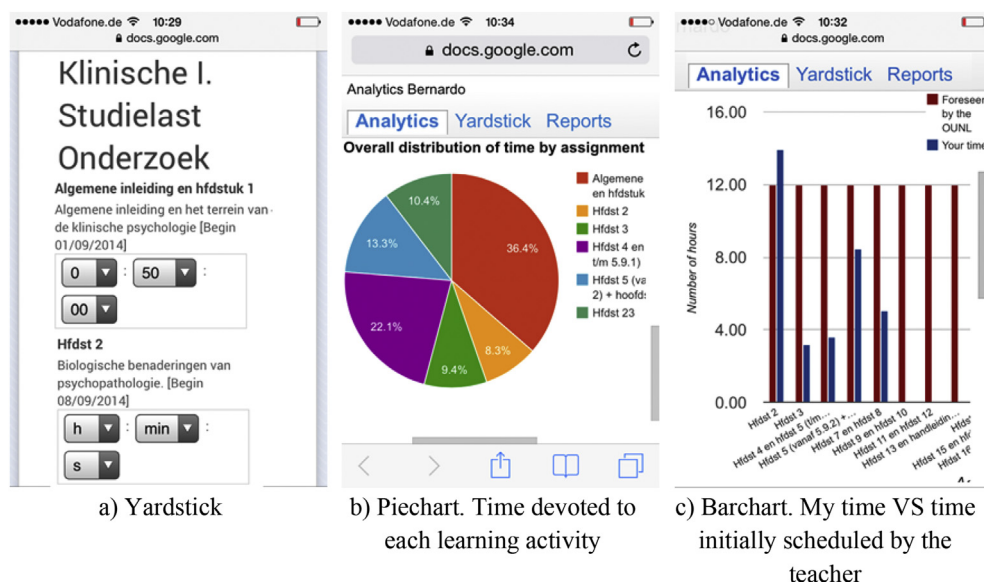 Vodafone.de 10:29
docs.google.com
Klinische I.
Studielast
Onderzoek
Algemene inleiding en hfdstuk 1
Algemene inleiding en het terrein van
de klinische psychologie [Begin
01/09/2014]
0 : 50 :
00
Hfdst 2
Biologische benaderingen van
psychopathologie. [Begin
08/09/2014]
h : min :
s
a) Yardstick
Vodafone.de 10:34
docs.google.com
Analytics Bernardo
Analytics Yardstick Reports
Overall distribution of time by assignment
36.4%
8.3%
9.4%
22.1%
13.3%
10.4%
Algemene
en hfdstuk
Hfdst 2
Hfdst 3
Hfdst 4 en
t/m 5.9.1)
Hfdst 5 (va
2) + hoofds
Hfdst 23
b) Piechart. Time devoted to
each learning activity
Vodafone.de 10:32
docs.google.com
Analytics Yardstick Reports
Foreseen
by the
OUNL
Your time
Number of hours
16.00
12.00
8.00
4.00
0.00
Hfdst 2
Hfdst 3
Hfdst 4 en hfdst 5 (t/m...
Hfdst 5 (vanaf 5.9.2) +...
Hfdst 7 en hfdst 8
Hfdst 9 en hfdst 10
Hfdst 11 en hfdst 12
Hfdst 13 en handleidin...
Hfdst 15 en hf
Hfdst 16
c) Barchart. My time VS time
initially scheduled by the
teacher